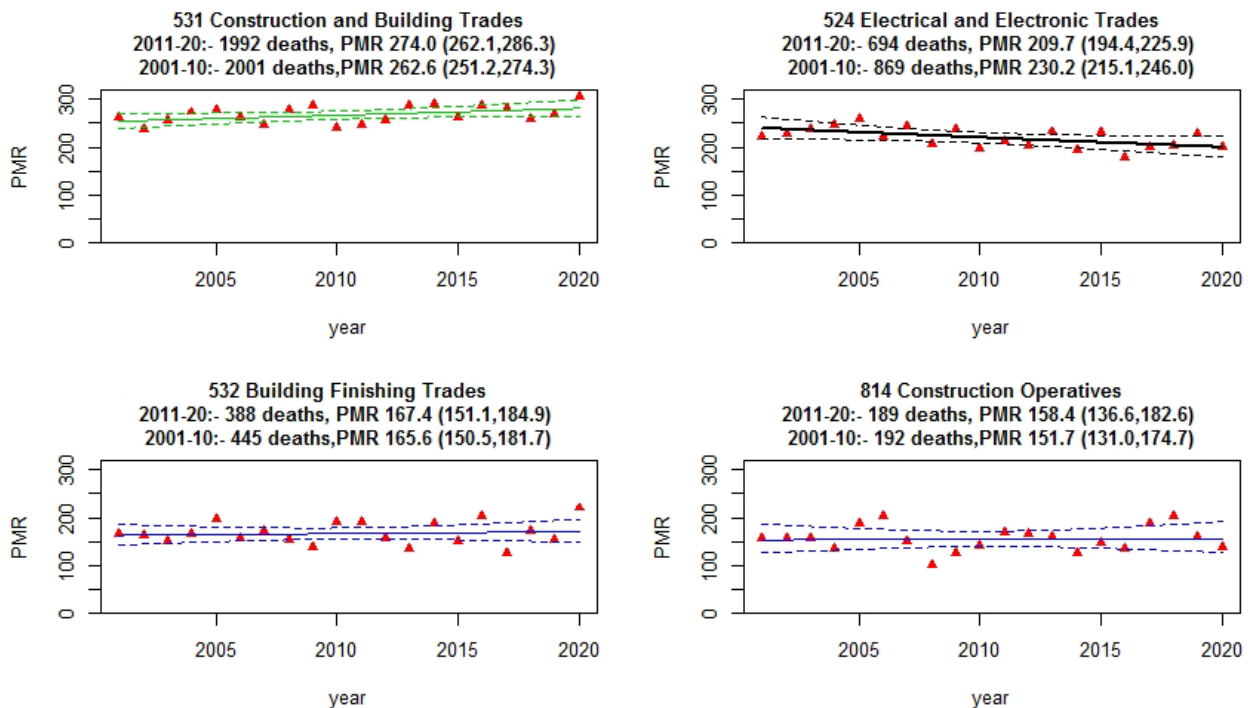 531 Construction and Building Trades
2011-20:- 1992 deaths, PMR 274.0 (262.1,286.3)
2001-10:- 2001 deaths,PMR 262.6 (251.2,274.3)
300
200
100
0
PMR
2005 2010 2015 2020
year
524 Electrical and Electronic Trades
2011-20:- 694 deaths, PMR 209.7 (194.4,225.9)
2001-10:- 869 deaths,PMR 230.2 (215.1,246.0)
300
200
100
0
PMR
2005 2010 2015 2020
year
532 Building Finishing Trades
2011-20:- 388 deaths, PMR 167.4 (151.1,184.9)
2001-10:- 445 deaths,PMR 165.6 (150.5,181.7)
300
200
100
0
PMR
2005 2010 2015 2020
year
814 Construction Operatives
2011-20:- 189 deaths, PMR 158.4 (136.6,182.6)
2001-10:- 192 deaths,PMR 151.7 (131.0,174.7)
300
200
100
0
PMR
2005 2010 2015 2020
year